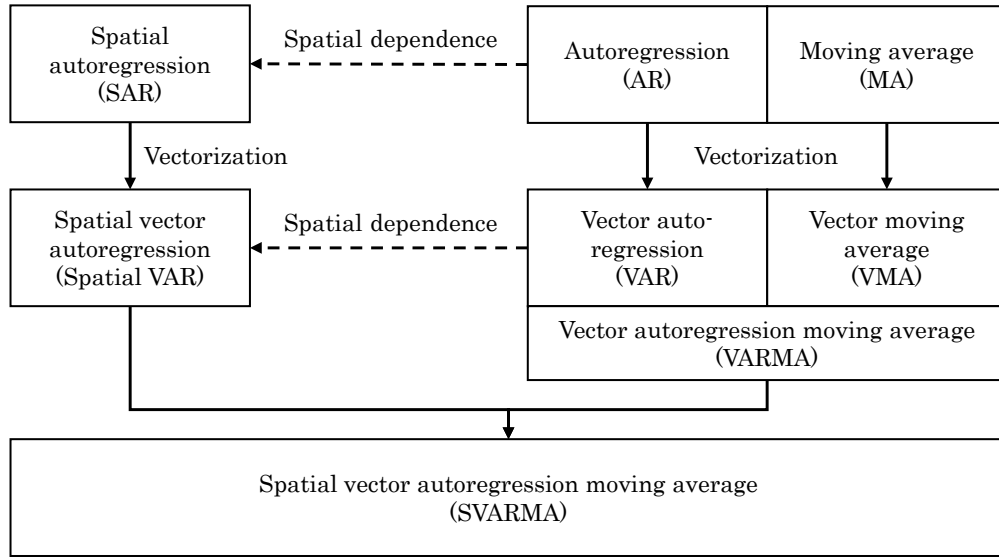 Spatial
autoregression
(SAR)
Spatial dependence
Autoregression
(AR)
Moving average
(MA)
Vectorization
Vectorization
Spatial vector
autoregression
(Spatial VAR)
Spatial dependence
Vector auto-
regression
(VAR)
Vector moving
average
(VMA)
Vector autoregression moving average
(VARMA)
Spatial vector autoregression moving average
(SVARMA)